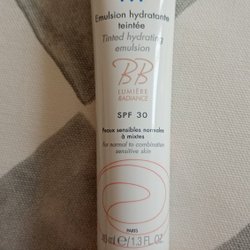 Emulsion hydratante
teintée
Tinted hydrating
emulsion
BB
LUMIÈRE
RADIANCE
SPF 30
Peaux sensibles normales
à mixtes
For normal to combination
sensitive skin
PARIS
40 ml℮/1.3 FL.OZ